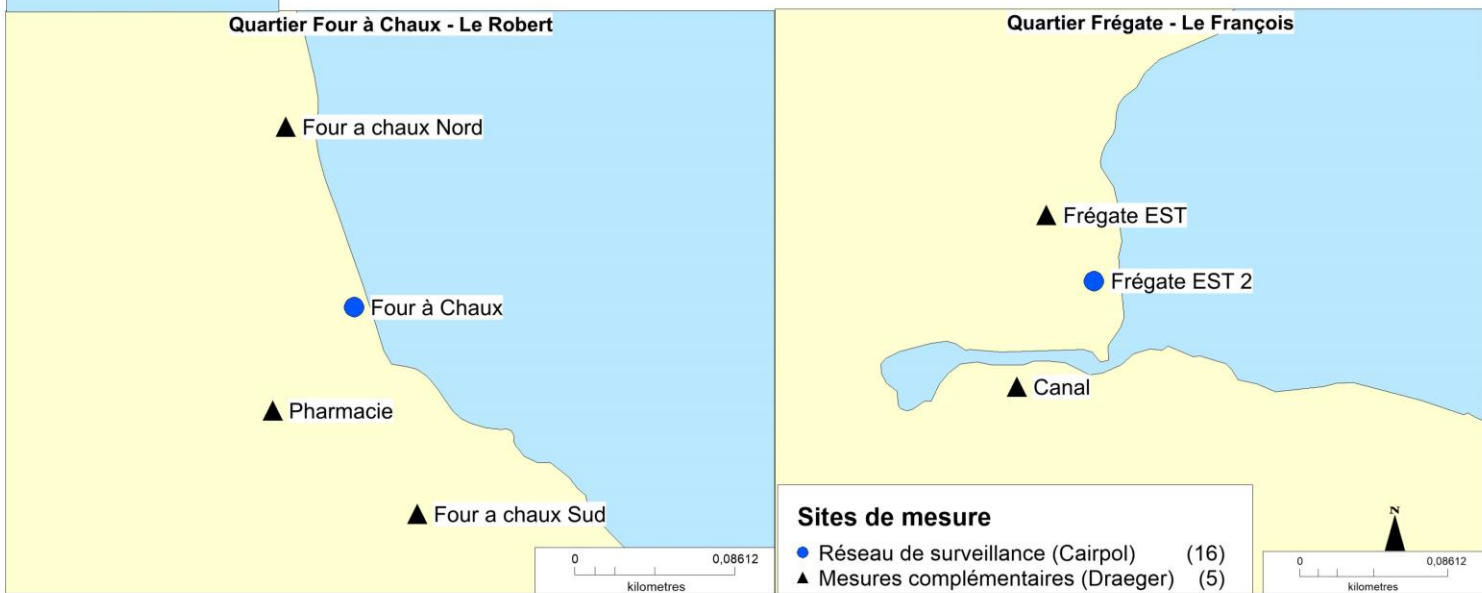 Quartier Four à Chaux - Le Robert
Four a chaux Nord
Four à Chaux
Pharmacie
Four a chaux Sud
0 0,08612
kilometres
Quartier Frégate - Le François
Frégate EST
Frégate EST 2
Canal
Sites de mesure
Réseau de surveillance (Cairpol) (16)
Mesures complémentaires (Draeger) (5)
N
0 0,08612
kilometres